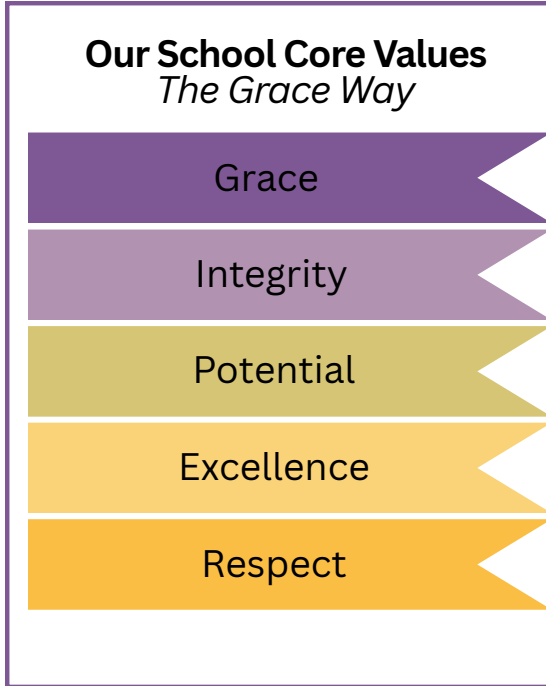 Our School Core Values
The Grace Way
Grace
Integrity
Potential
Excellence
Respect